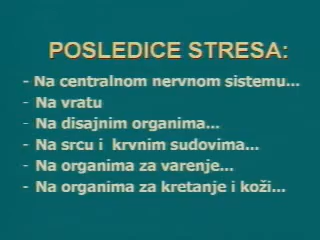 POSLEDICE STRESA:
- Na centralnom nervnom sistemu...
- Na vratu
- Na disajnim organima...
- Na srcu i krvnim sudovima...
- Na organima za varenje...
- Na organima za kretanje i koži...